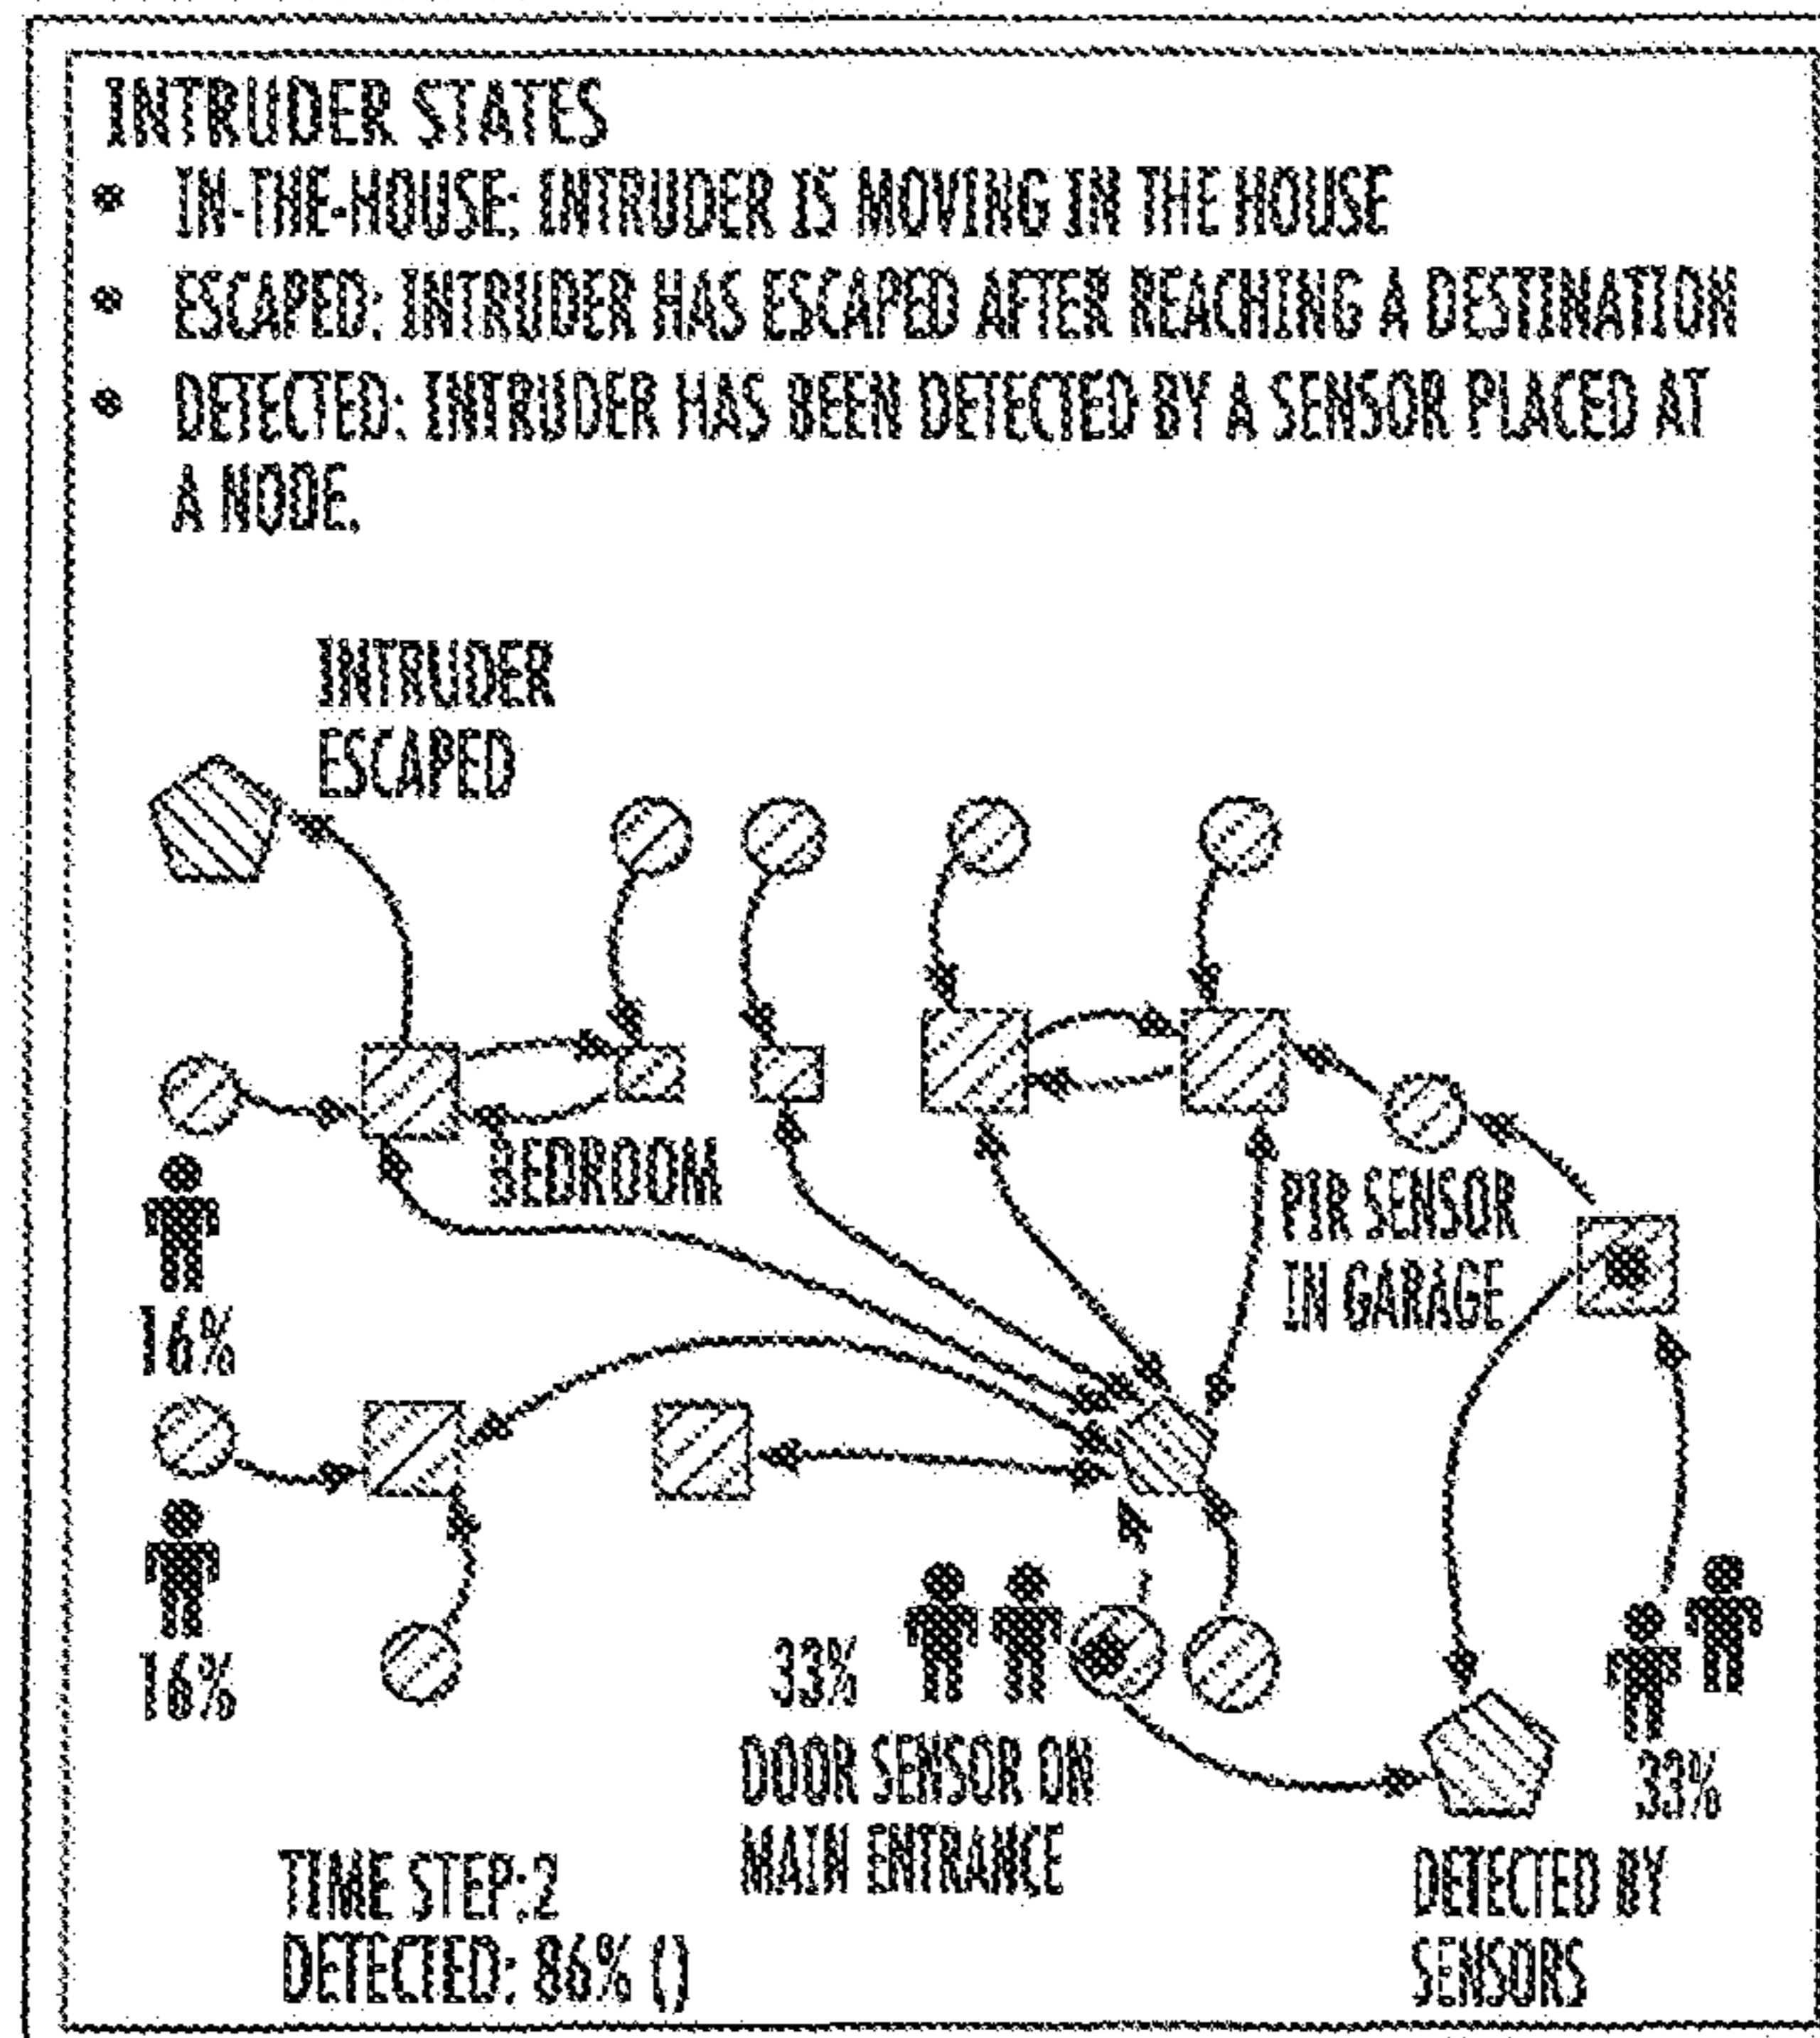 INTRUDER STATES
• IN-THE-HOUSE: INTRUDER IS MOVING IN THE HOUSE
• ESCAPED: INTRUDER HAS ESCAPED AFTER REACHING A DESTINATION
• DETECTED: INTRUDER HAS BEEN DETECTED BY A SENSOR PLACED AT
A NODE.
INTRUDER
ESCAPED
BEDROOM
PIR SENSOR
IN GARAGE
16%
16%
33%
DOOR SENSOR ON
MAIN ENTRANCE
33%
DETECTED BY
SENSORS
TIME STEP:2
DETECTED: 86% ()